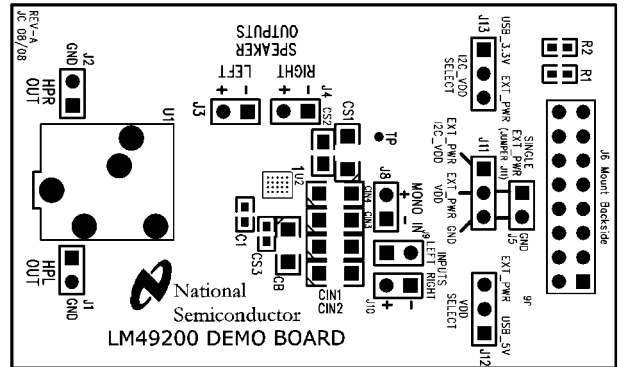 REV-A
JC 08/08
J2
GND
HPR
OUT
U1
HPL
OUT
GND
J1
SPEAKER
OUTPUTS
LEFT
RIGHT
+ -
+ -
J3
J4
CS2
CS1
TP
1U2
C1
CS3
CB
CIN4
CIN3
CIN1
CIN2
J8
+
-
MONO IN
J9
INPUTS
LEFT RIGHT
J10
+ -
J13
USB_3.3V
I2C_VDD
SELECT
EXT_PWR
R2
R1
J11
EXT_PWR
I2C_VDD
EXT_PWR
VDD
EXT_PWR
GND
SINGLE
EXT_PWR
(JUMPER J11)
J5
GND
J6 Mount Backside
EXT_PWR
VDD
SELECT
USB_5V
J6
J12
National
Semiconductor
LM49200 DEMO BOARD